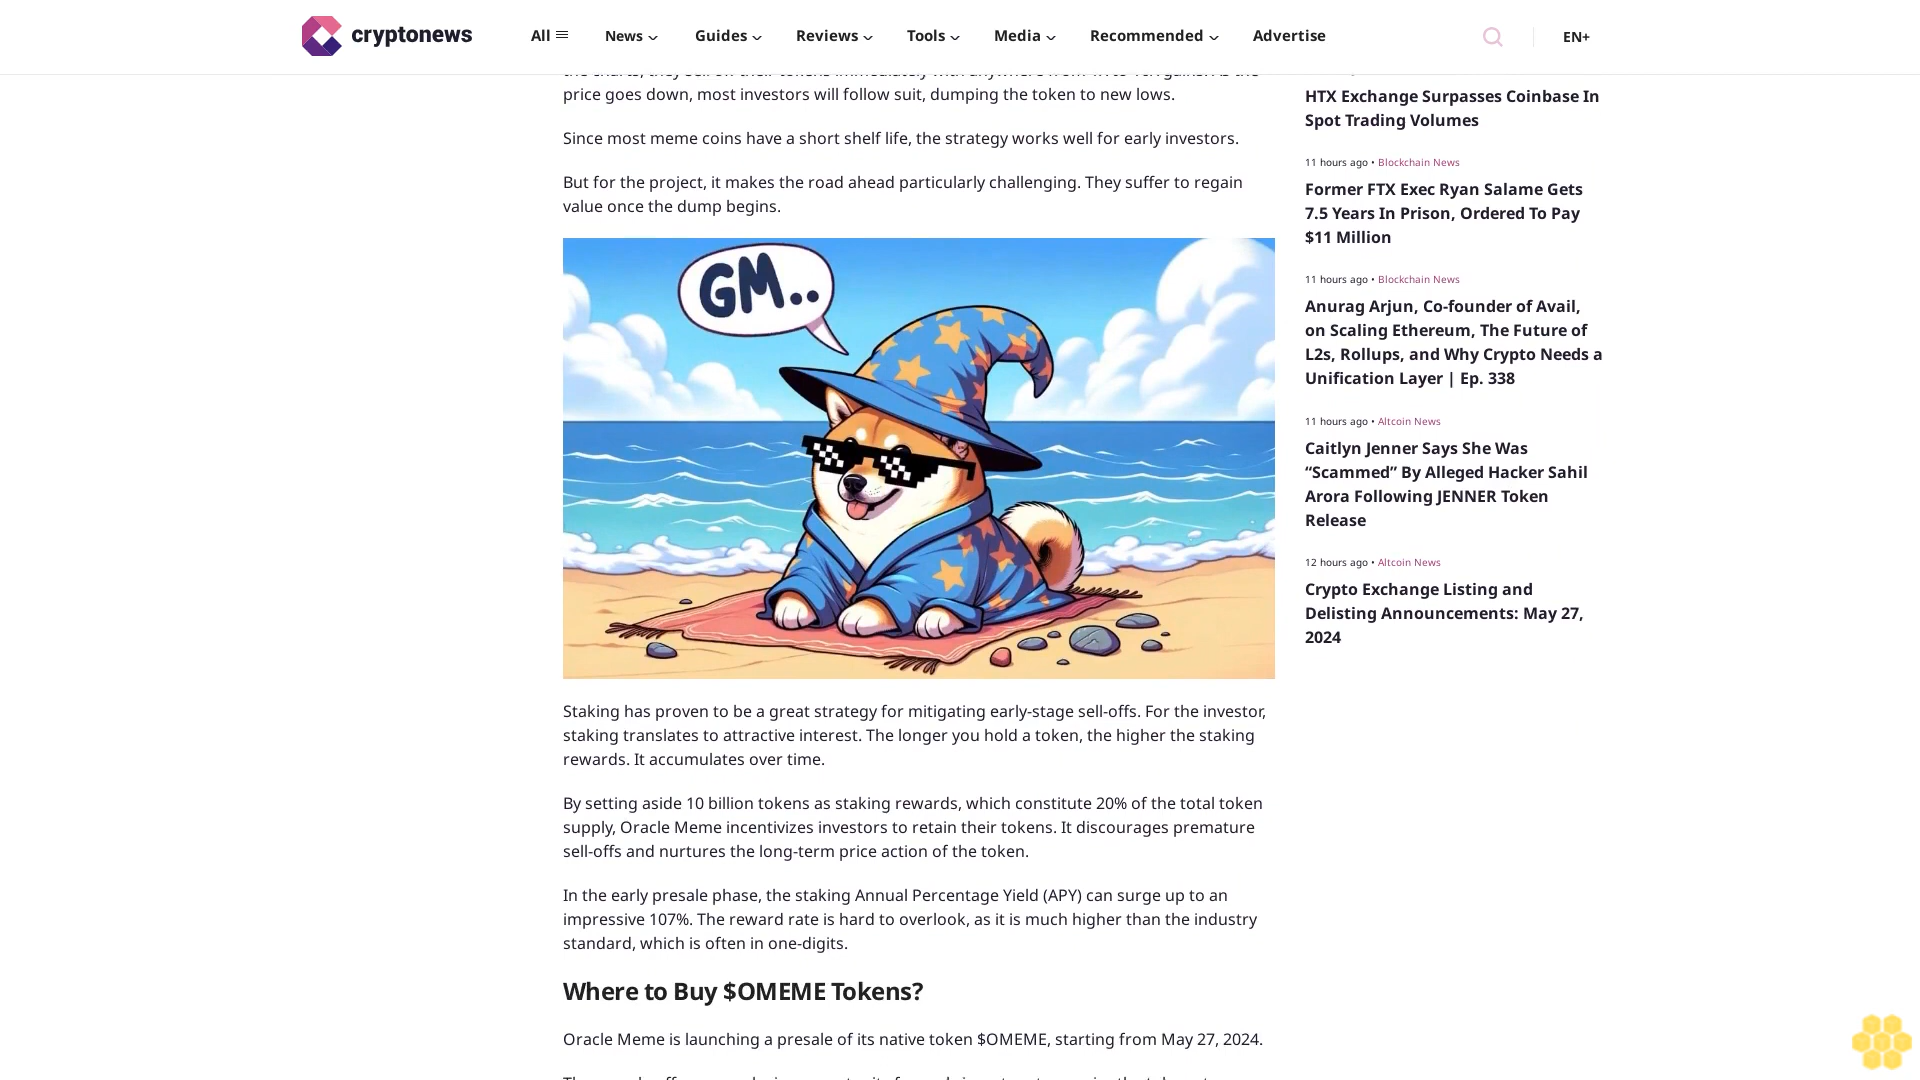 cryptonews
All
News
Guides
Reviews
Tools
Media
Recommended
Advertise
EN+
price goes down, most investors will follow suit, dumping the token to new lows.
Since most meme coins have a short shelf life, the strategy works well for early investors.
But for the project, it makes the road ahead particularly challenging. They suffer to regain
value once the dump begins.
GM..
Staking has proven to be a great strategy for mitigating early-stage sell-offs. For the investor,
staking translates to attractive interest. The longer you hold a token, the higher the staking
rewards. It accumulates over time.
By setting aside 10 billion tokens as staking rewards, which constitute 20% of the total token
supply, Oracle Meme incentivizes investors to retain their tokens. It discourages premature
sell-offs and nurtures the long-term price action of the token.
In the early presale phase, the staking Annual Percentage Yield (APY) can surge up to an
impressive 107%. The reward rate is hard to overlook, as it is much higher than the industry
standard, which is often in one-digits.
Where to Buy $OMEME Tokens?
Oracle Meme is launching a presale of its native token $OMEME, starting from May 27, 2024.
HTX Exchange Surpasses Coinbase In
Spot Trading Volumes
11 hours ago • Blockchain News
Former FTX Exec Ryan Salame Gets
7.5 Years In Prison, Ordered To Pay
$11 Million
11 hours ago • Blockchain News
Anurag Arjun, Co-founder of Avail,
on Scaling Ethereum, The Future of
L2s, Rollups, and Why Crypto Needs a
Unification Layer | Ep. 338
11 hours ago • Altcoin News
Caitlyn Jenner Says She Was
“Scammed” By Alleged Hacker Sahil
Arora Following JENNER Token
Release
12 hours ago • Altcoin News
Crypto Exchange Listing and
Delisting Announcements: May 27,
2024